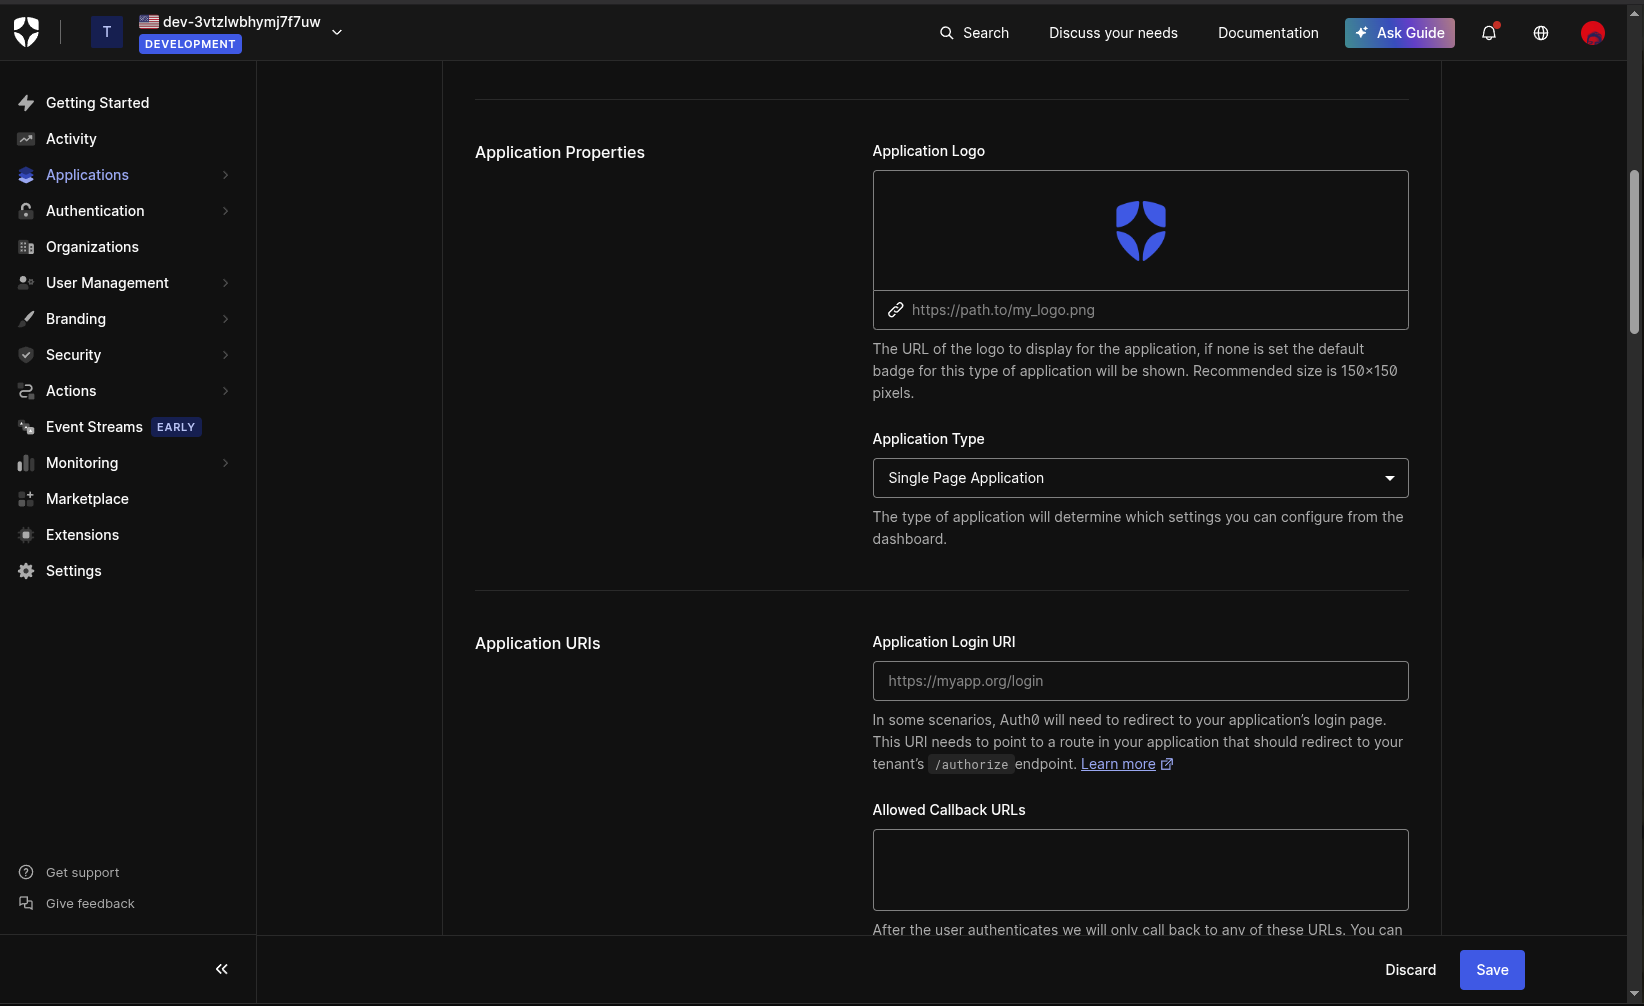 T
dev-3vtzlwbhymj7f7uw
DEVELOPMENT
Search
Discuss your needs
Documentation
Ask Guide
Getting Started
Activity
Applications
Authentication
Organizations
User Management
Branding
Security
Actions
Event Streams EARLY
Monitoring
Marketplace
Extensions
Settings
Get support
Give feedback
Application Properties
Application Logo
https://path.to/my_logo.png
The URL of the logo to display for the application, if none is set the default
badge for this type of application will be shown. Recommended size is 150×150
pixels.
Application Type
Single Page Application
The type of application will determine which settings you can configure from the
dashboard.
Application URIs
Application Login URI
https://myapp.org/login
In some scenarios, Auth0 will need to redirect to your application’s login page.
This URI needs to point to a route in your application that should redirect to your
tenant’s /authorize endpoint. Learn more
Allowed Callback URLs
After the user authenticates we will only call back to any of these URLs. You can
Discard
Save